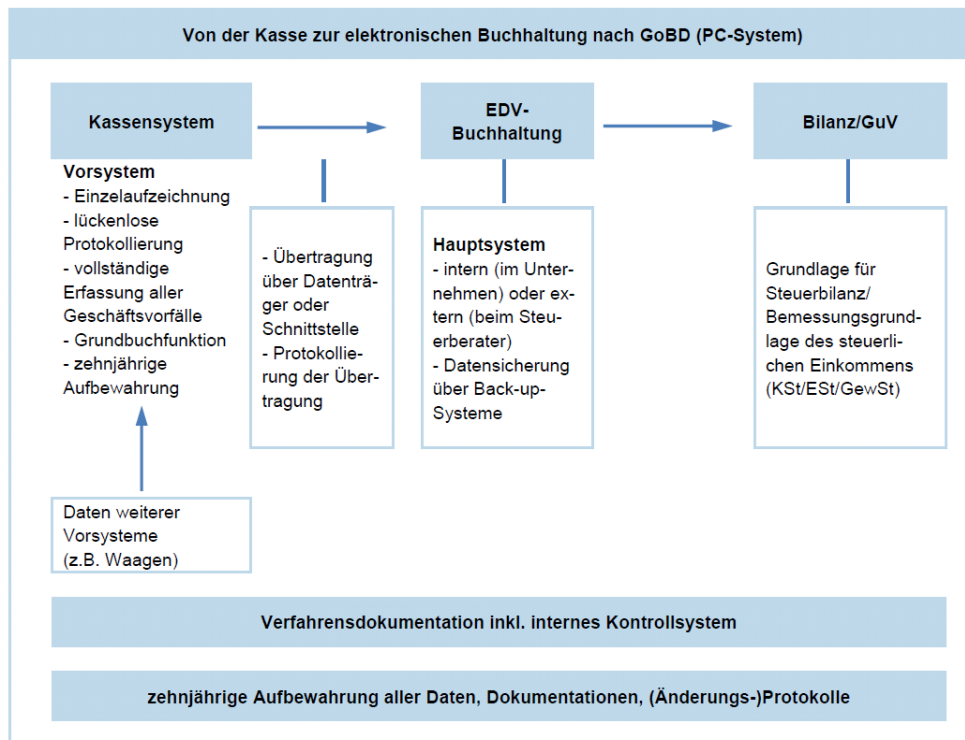 Von der Kasse zur elektronischen Buchhaltung nach GoBD (PC-System)
Kassensystem
EDV-
Buchhaltung
Bilanz/GuV
Vorsystem
- Einzelaufzeichnung
- lückenlose
Protokollierung
- vollständige
Erfassung aller
Geschäftsvorfälle
- Grundbuchfunktion
- zehnjährige
Aufbewahrung
- Übertragung
über Datenträ-
ger oder
Schnittstelle
- Protokollie-
rung der Über-
tragung
Hauptsystem
- intern (im Unter-
nehmen) oder ex-
tern (beim Steu-
erberater)
- Datensicherung
über Back-up-
Systeme
Grundlage für
Steuerbilanz/
Bemessungsgrund-
lage des steuerli-
chen Einkommens
(KSt/ESt/GewSt)
Daten weiterer
Vorsysteme
(z.B. Waagen)
Verfahrensdokumentation inkl. internes Kontrollsystem
zehnjährige Aufbewahrung aller Daten, Dokumentationen, (Änderungs-)Protokolle